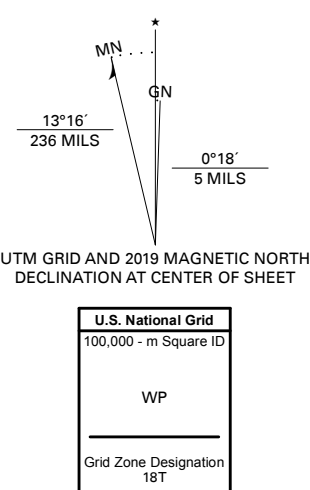 MN
GN
13°16´
236 MILS
0°18´
5 MILS
UTM GRID AND 2019 MAGNETIC NORTH
DECLINATION AT CENTER OF SHEET
U.S. National Grid
100,000 - m Square ID
WP
Grid Zone Designation
18T